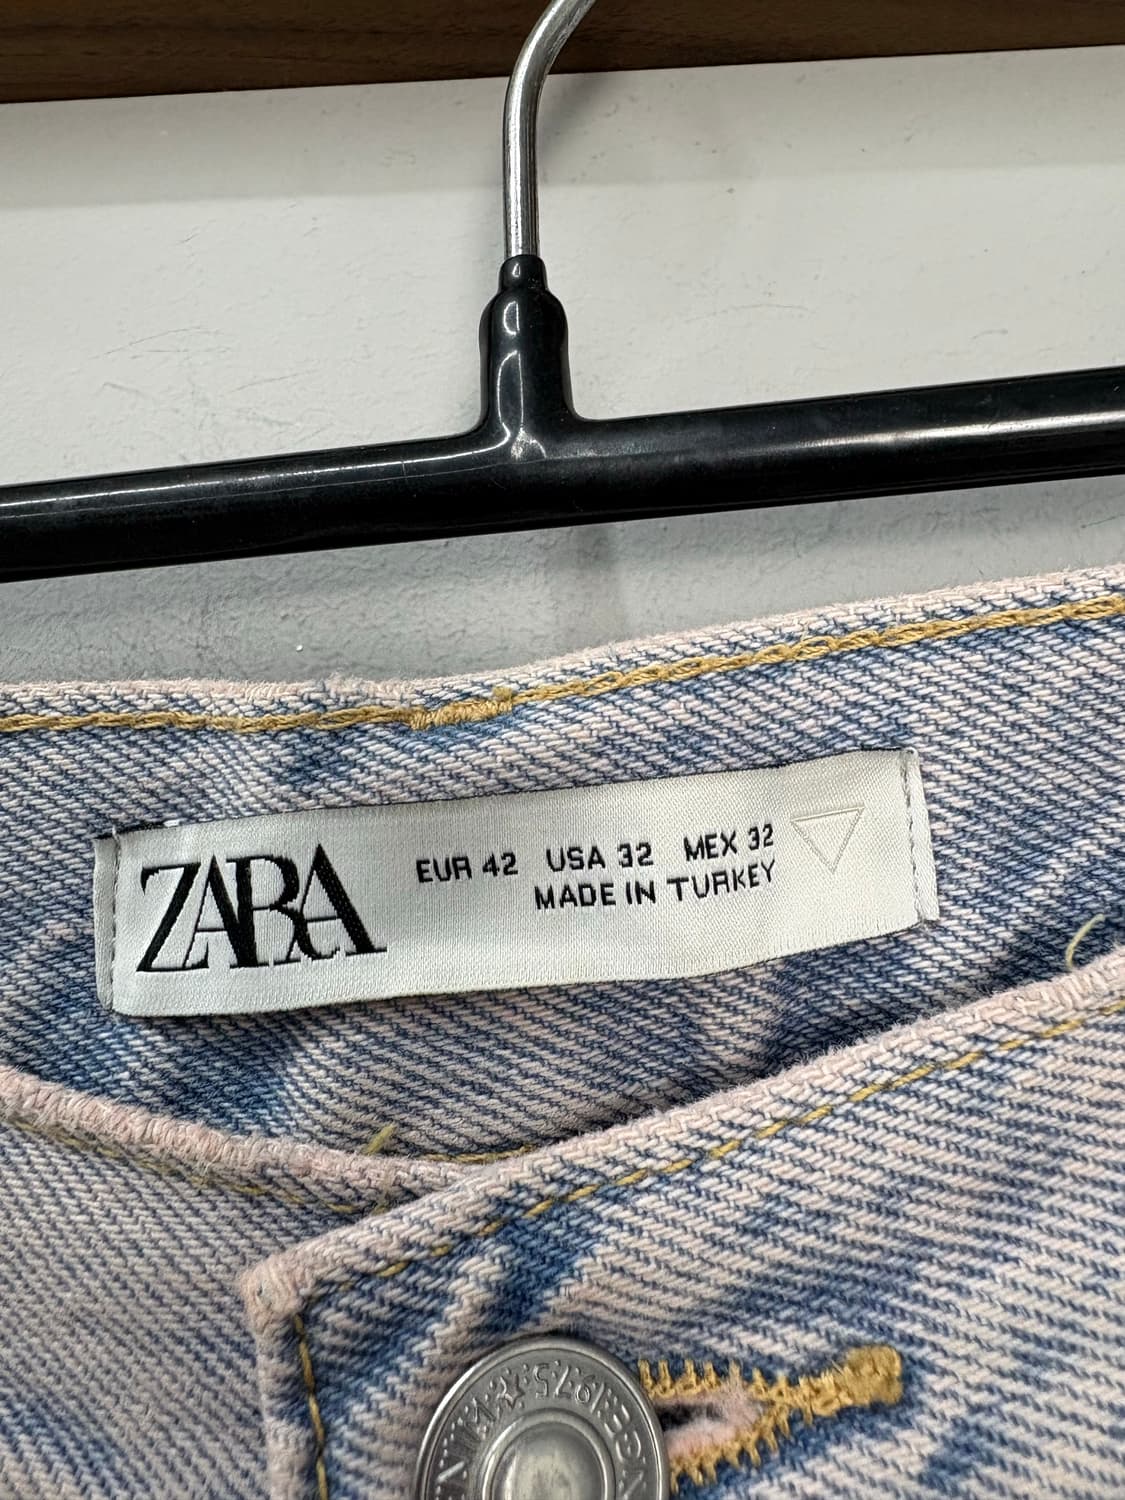 ZARA
EUR 42 USA 32 MEX 32
MADE IN TURKEY